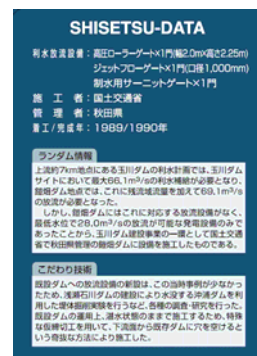 SHISETSU-DATA
利水放流設備：高圧ローラーゲート×1門(幅2.0m×高さ2.25m)
ジェットフローゲート×1門(口径1,000mm)
制水用サーニットゲート×1門
施工者：国土交通省
管理者：秋田県
着工/完成年：1989/1990年
ランダム情報
上流約7km地点にある玉川ダムの利水計画では、玉川ダム
サイトにおいて最大66.1m³/sの利水補給が必要となり、
鎧畑ダム地点では、これに残流域流量を加えて69.1m³/s
の放流が必要となった。
しかし、鎧畑ダムにはこれに対応する放流設備がなく、
最低水位で28.0m³/sの放流が可能な発電設備のみで
あったことから、玉川ダム建設事業の一環として国土交通
省で秋田県管理の鎧畑ダムに設備を施工したものである。
こだわり技術
既設ダムへの放流設備の新設は、この当時事例が少なかっ
たため、浅瀬石川ダムの建設により水没する沖浦ダムを利
用した堤体掘削実験を行うなど、各種の調査・研究を行った。
既設ダムの運用上、湛水状態のままで施工するため、特殊
な仮締切工を用いて、下流面から既存ダムに穴を空けると
いう奇抜な方法により施工した。